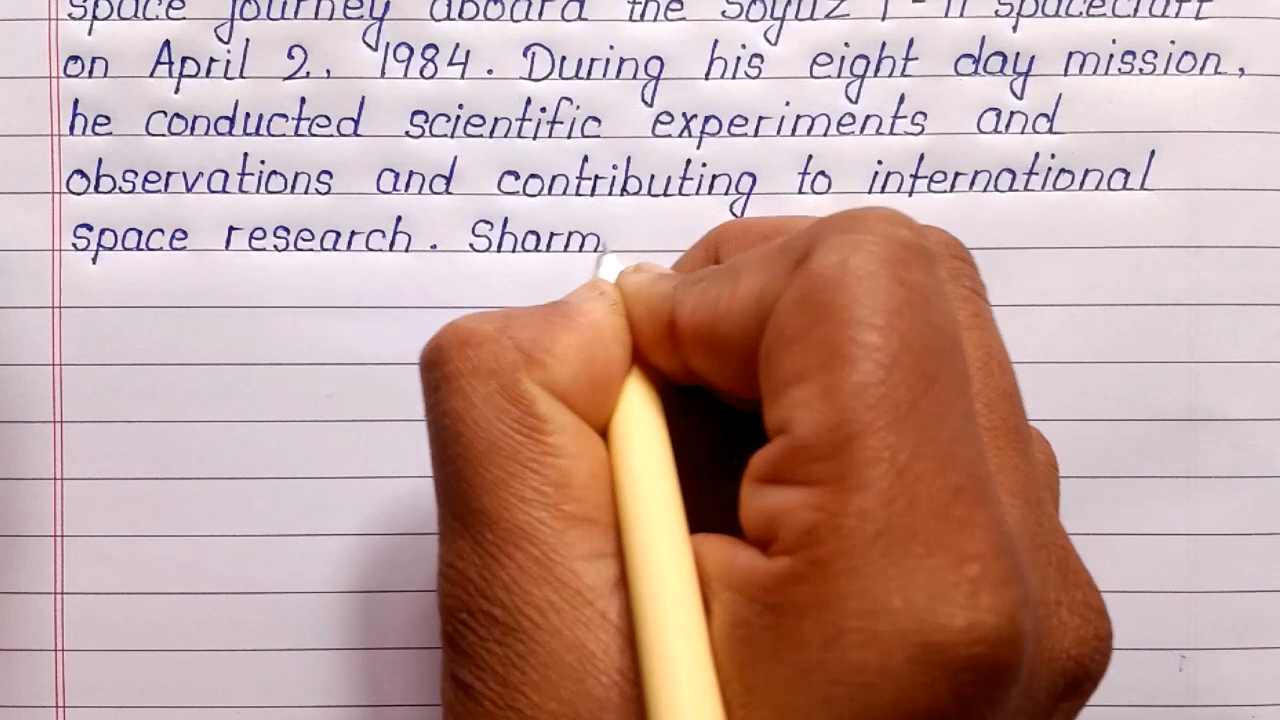 space journey aboard the Soyuz T-11 spacecraft
on April 2, 1984. During his eight day mission,
he conducted scientific experiments and
observations and contributing to international
space research. Sharm